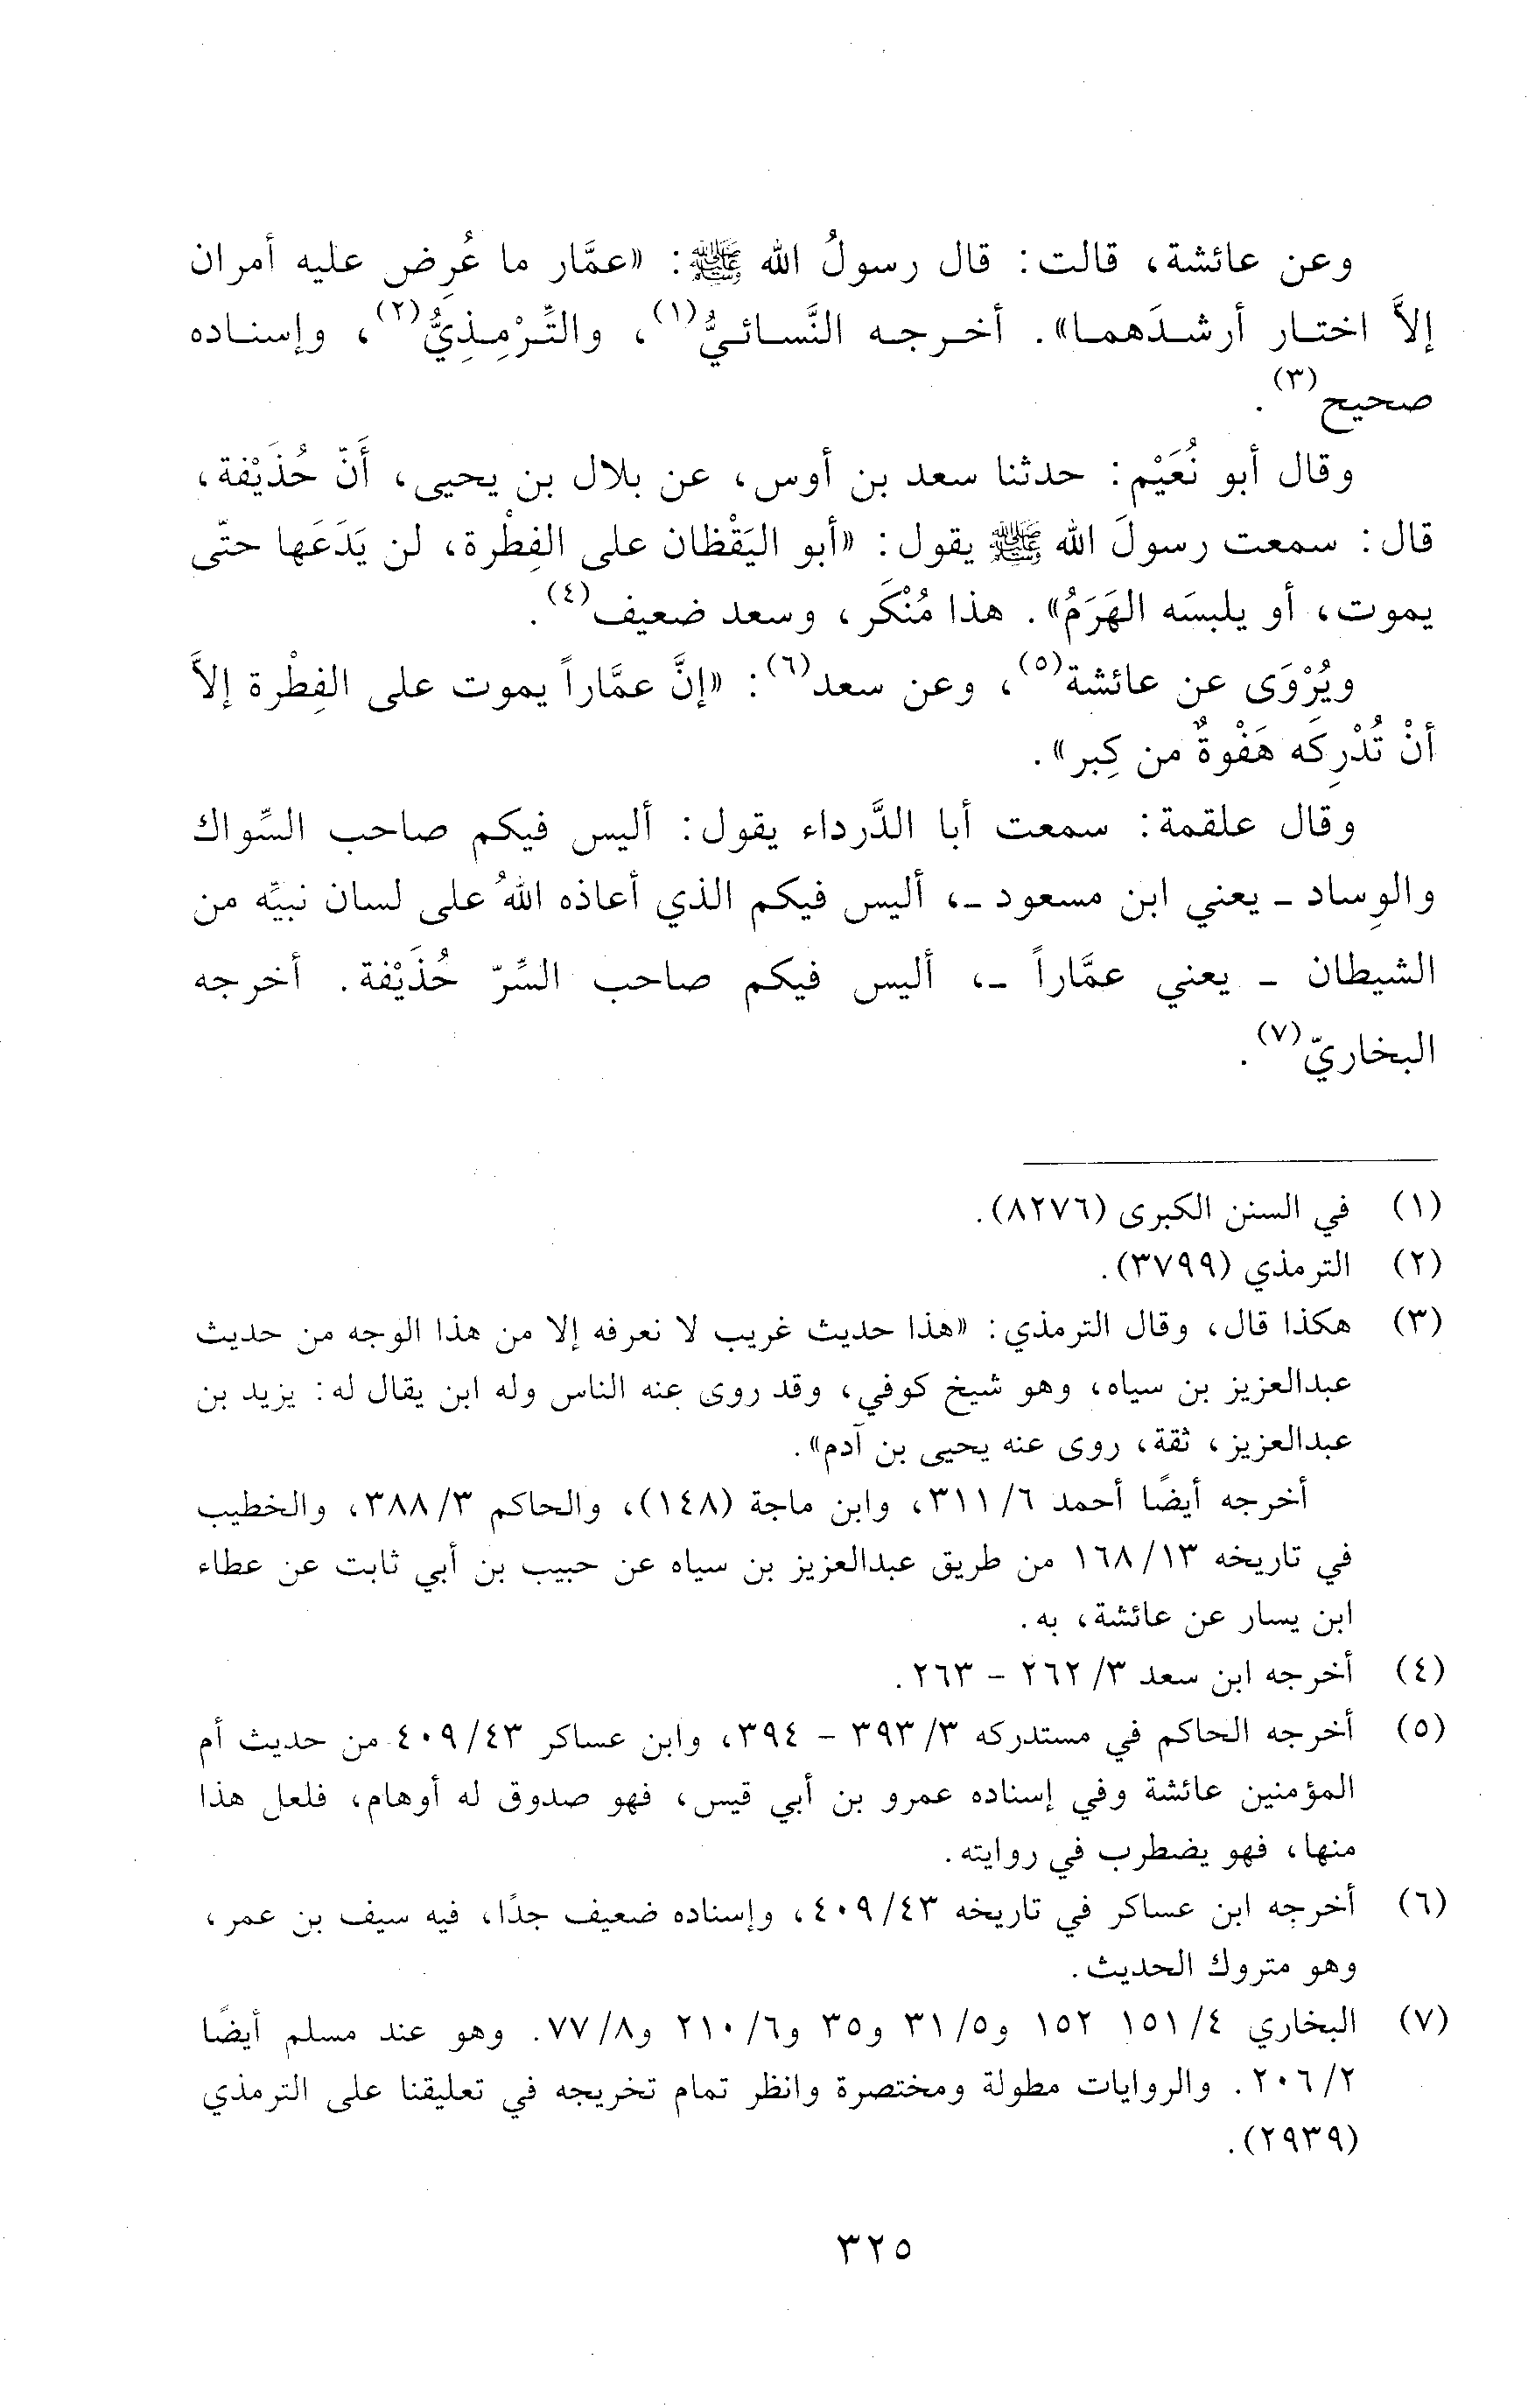 وعن عائشة، قالت: قال رسولُ الله ﷺ: «عمَّار ما عُرِض عليه أمران
إلاَّ اختار أرشدَهما». أخرجه النَّسائيُّ(١)، والتِّرْمِذِيُّ(٢)، وإسناده
صحيح(٣).
وقال أبو نُعَيْم: حدثنا سعد بن أوس، عن بلال بن يحيى، أَنّ حُذَيْفة،
قال: سمعت رسولَ الله ﷺ يقول: «أبو اليَقْظان على الفِطْرة، لن يَدَعَها حتّى
يموت، أو يلبسَه الهَرَمُ». هذا مُنْكَر، وسعد ضعيف(٤).
ويُرْوَى عن عائشة(٥)، وعن سعد(٦): «إنَّ عمَّاراً يموت على الفِطْرة إلاَّ
أنْ تُدْرِكَه هَفْوةٌ من كِبر».
وقال علقمة: سمعت أبا الدَّرداء يقول: أليس فيكم صاحب السِّواك
والوِساد ـ يعني ابن مسعود ـ، أليس فيكم الذي أعاذه اللهُ على لسان نبيِّه من
الشيطان ـ يعني عمَّاراً ـ، أليس فيكم صاحب السِّرّ حُذَيْفة. أخرجه
البخاريّ(٧).
(١) في السنن الكبرى (٨٢٧٦).
(٢) الترمذي (٣٧٩٩).
(٣) هكذا قال، وقال الترمذي: «هذا حديث غريب لا نعرفه إلا من هذا الوجه من حديث
عبدالعزيز بن سياه، وهو شيخ كوفي، وقد روى عنه الناس وله ابن يقال له: يزيد بن
عبدالعزيز، ثقة، روى عنه يحيى بن آدم».
أخرجه أيضًا أحمد ٦/ ٣١١، وابن ماجة (١٤٨)، والحاكم ٣/ ٣٨٨، والخطيب
في تاريخه ١٣/ ١٦٨ من طريق عبدالعزيز بن سياه عن حبيب بن أبي ثابت عن عطاء
ابن يسار عن عائشة، به.
(٤) أخرجه ابن سعد ٣/ ٢٦٢ - ٢٦٣.
(٥) أخرجه الحاكم في مستدركه ٣/ ٣٩٣ - ٣٩٤، وابن عساكر ٤٣/ ٤٠٩ من حديث أم
المؤمنين عائشة وفي إسناده عمرو بن أبي قيس، فهو صدوق له أوهام، فلعل هذا
منها، فهو يضطرب في روايته.
(٦) أخرجه ابن عساكر في تاريخه ٤٣/ ٤٠٩، وإسناده ضعيف جدًا، فيه سيف بن عمر،
وهو متروك الحديث.
(٧) البخاري ٤/ ١٥١ ١٥٢ و٥/ ٣١ و٣٥ و٦/ ٢١٠ و٨/ ٧٧. وهو عند مسلم أيضًا
٢/ ٢٠٦. والروايات مطولة ومختصرة وانظر تمام تخريجه في تعليقنا على الترمذي
(٢٩٣٩).
٣٢٥